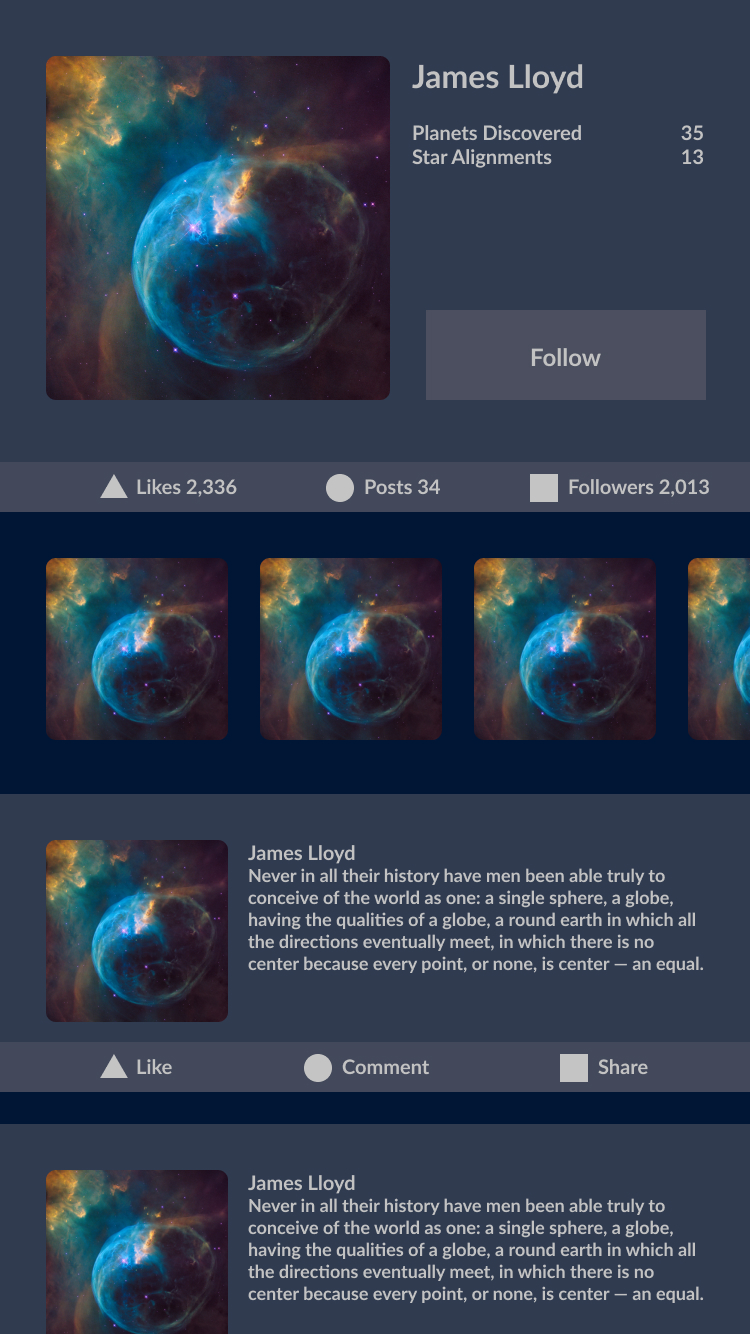 James Lloyd
Planets Discovered 35
Star Alignments 13
Follow
Likes 2,336 Posts 34 Followers 2,013
James Lloyd
Never in all their history have men been able truly to
conceive of the world as one: a single sphere, a globe,
having the qualities of a globe, a round earth in which all
the directions eventually meet, in which there is no
center because every point, or none, is center — an equal.
Like Comment Share
James Lloyd
Never in all their history have men been able truly to
conceive of the world as one: a single sphere, a globe,
having the qualities of a globe, a round earth in which all
the directions eventually meet, in which there is no
center because every point, or none, is center — an equal.